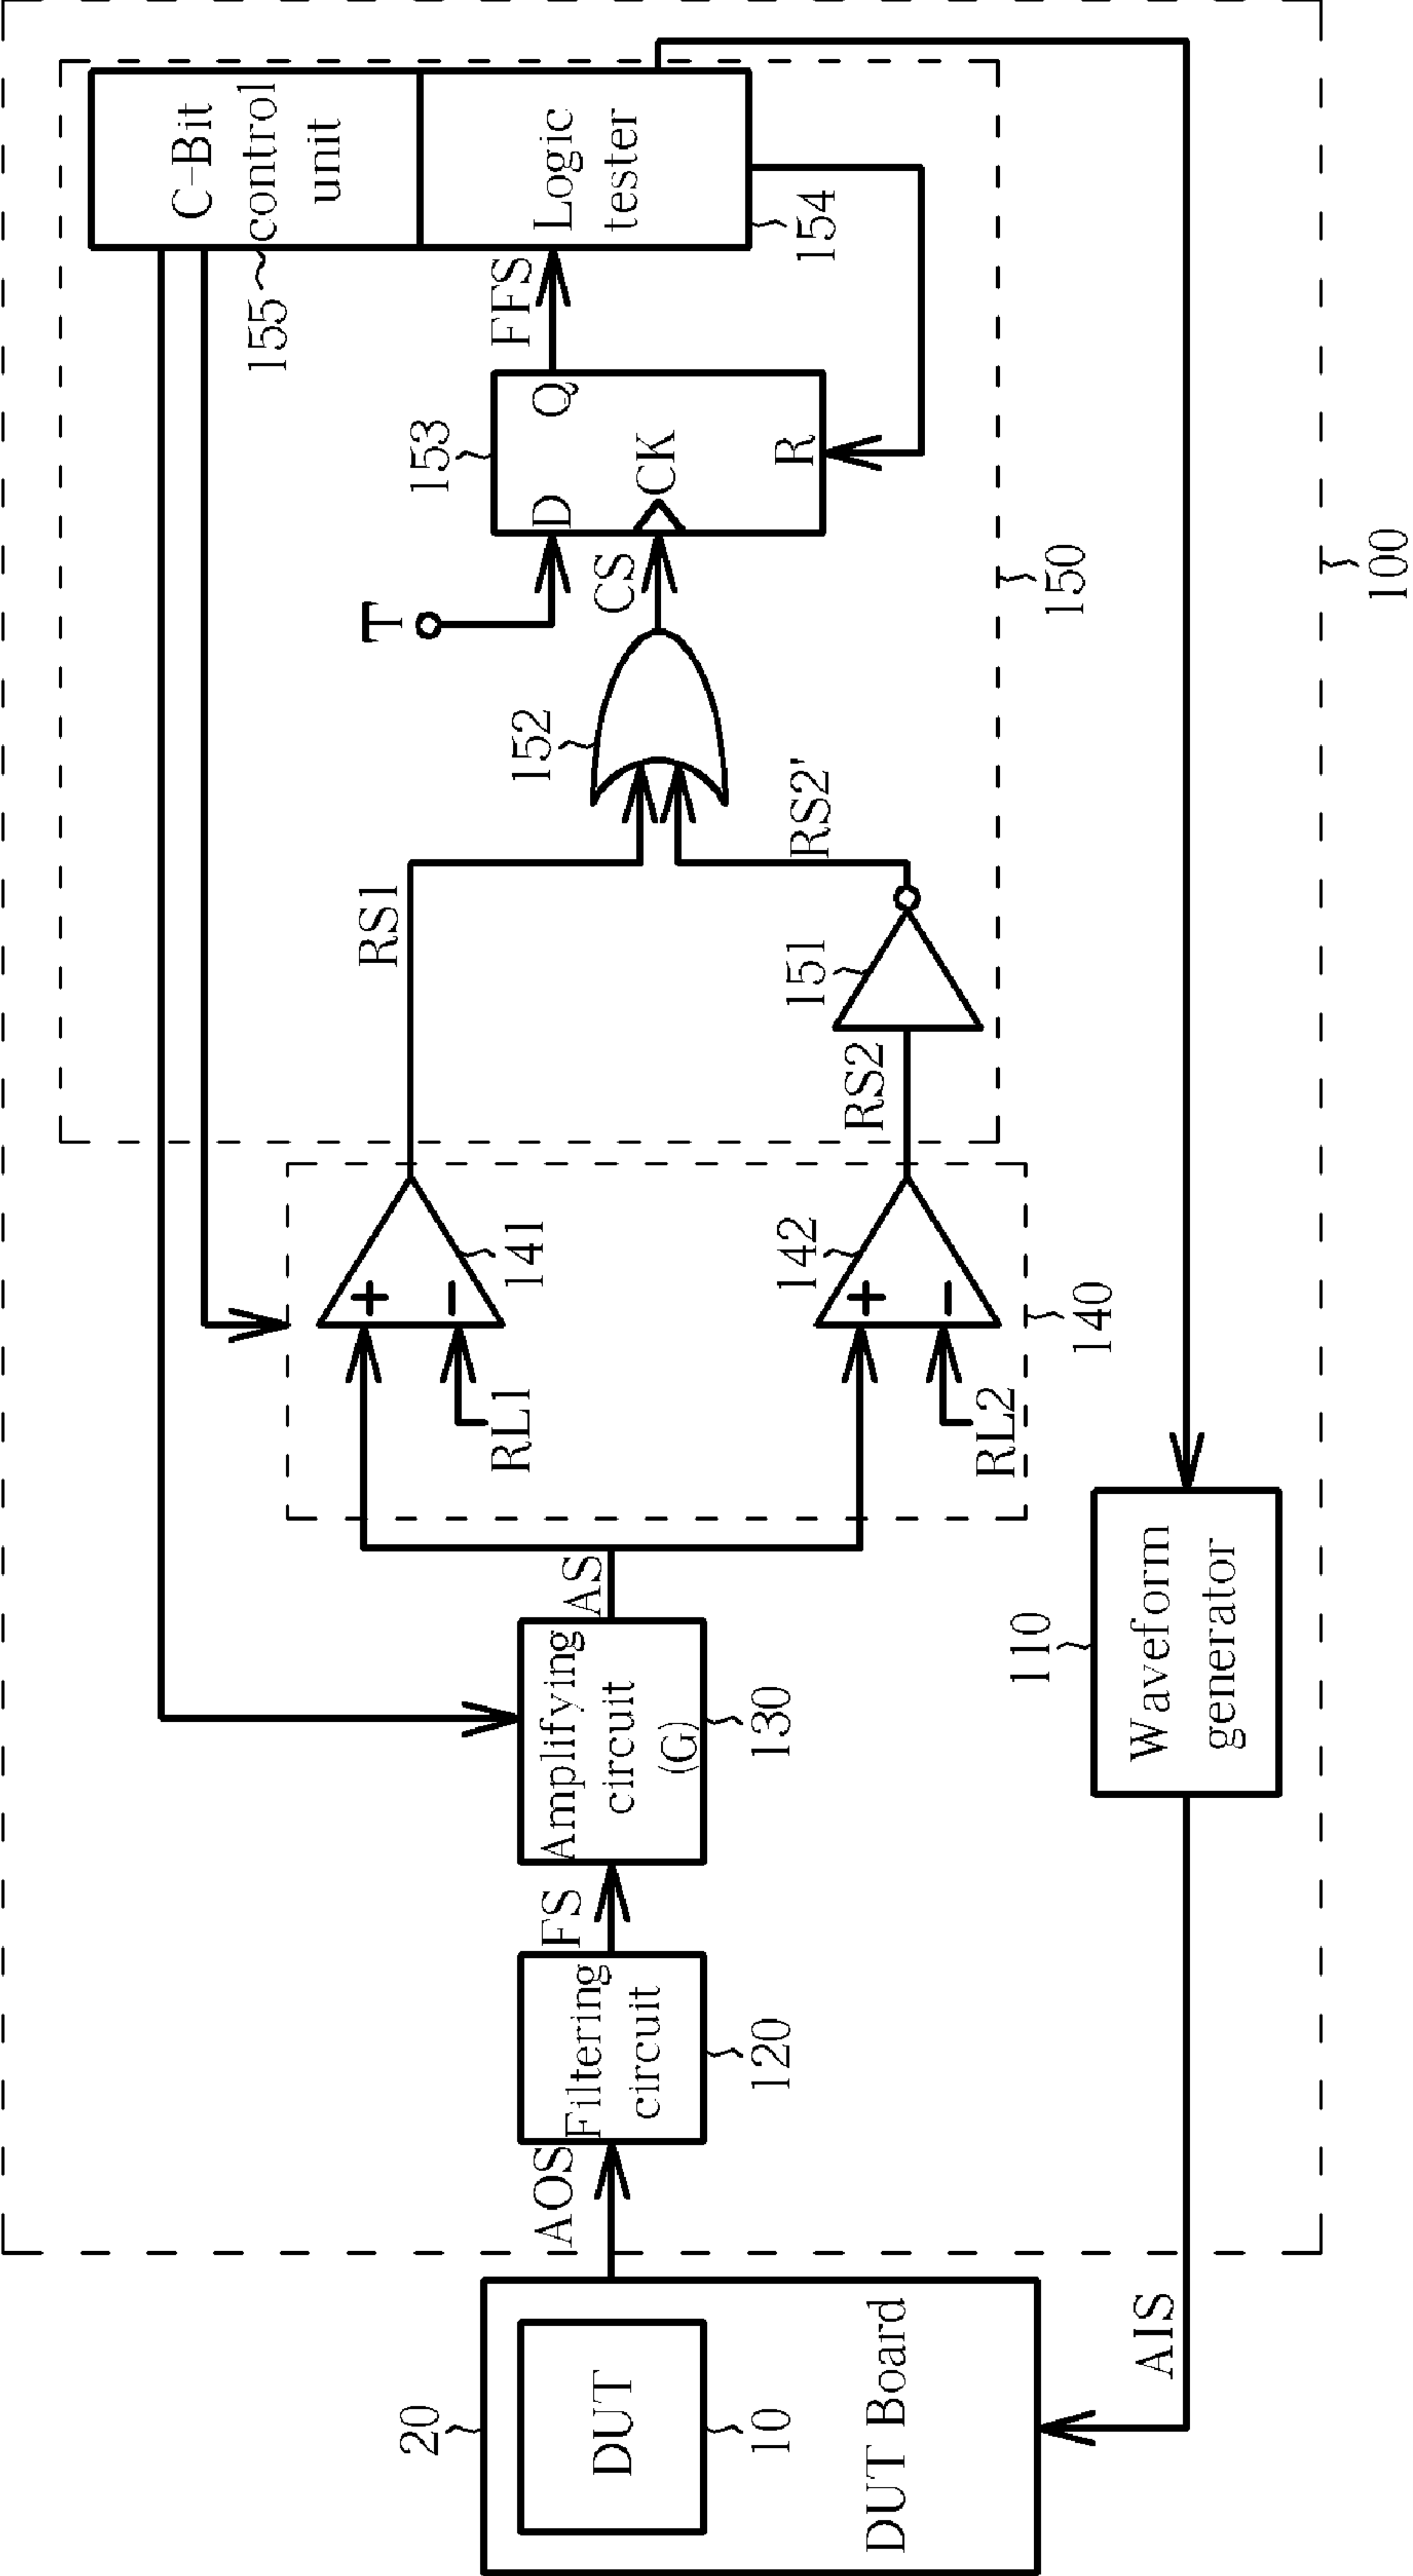 20
DUT
10
DUT Board
AOS
AIS
Filtering
circuit
120
FS
Amplifying
circuit
(G)
130
AS
110
Waveform
generator
RL1
141
142
RL2
140
RS1
RS2
151
RS2'
152
T
CS
150
153
D
Q
CK
R
FFS
155
C-Bit
control
unit
Logic
tester
154
100